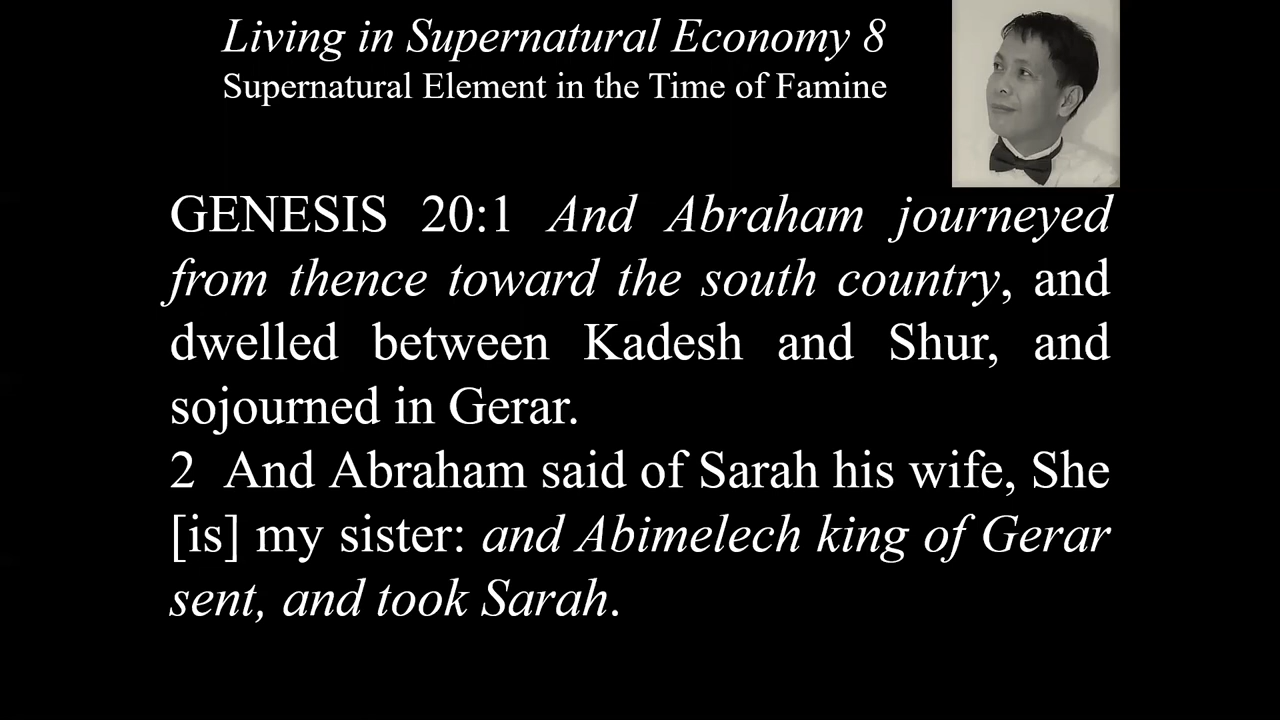 Living in Supernatural Economy 8
Supernatural Element in the Time of Famine
GENESIS 20:1 And Abraham journeyed
from thence toward the south country, and
dwelled between Kadesh and Shur, and
sojourned in Gerar.
2 And Abraham said of Sarah his wife, She
[is] my sister: and Abimelech king of Gerar
sent, and took Sarah.